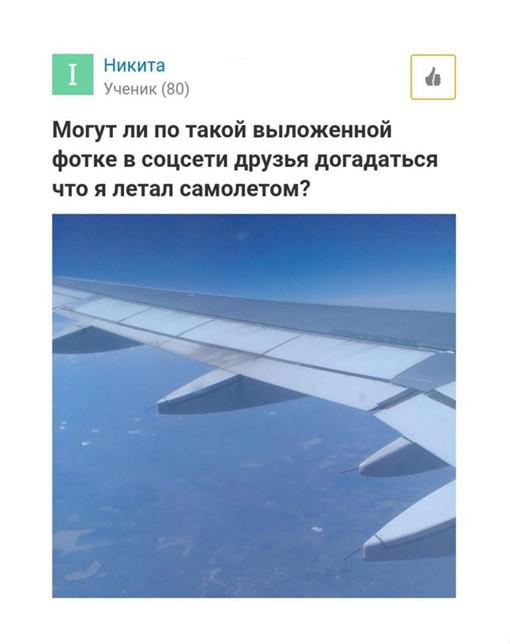 I
Никита
Ученик (80)
Могут ли по такой выложенной
фотке в соцсети друзья догадаться
что я летал самолетом?